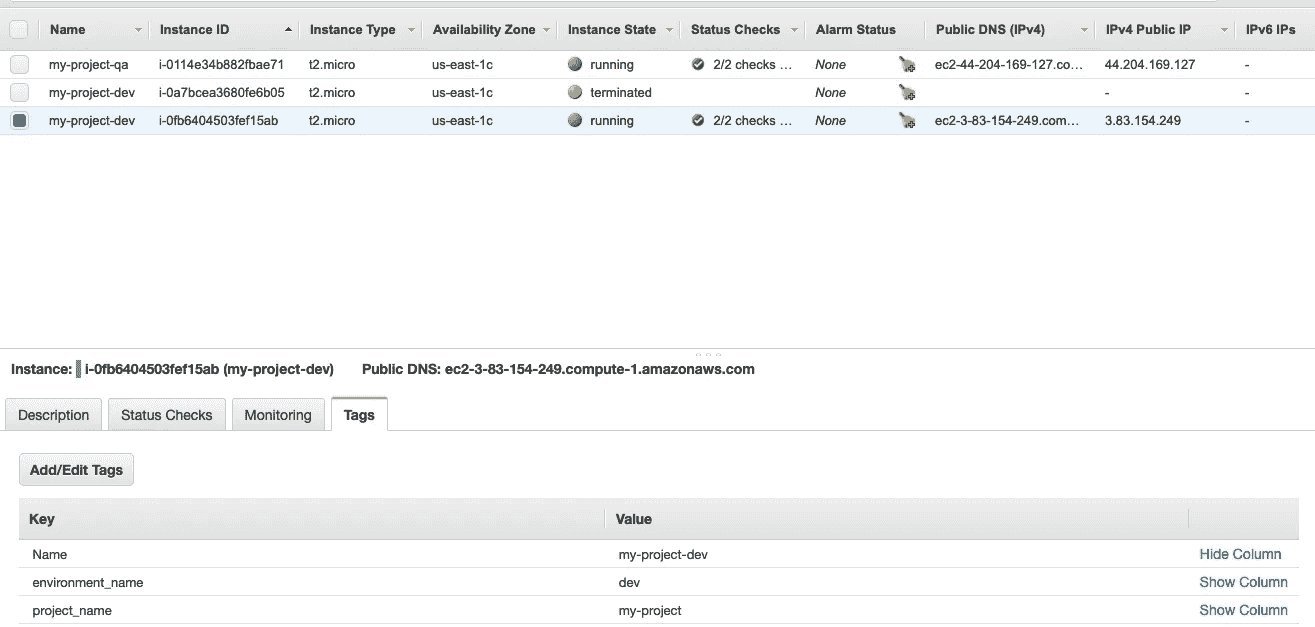 Name Instance ID Instance Type Availability Zone Instance State Status Checks Alarm Status Public DNS (IPv4) IPv4 Public IP IPv6 IPs
my-project-qa i-0114e34b882fbae71 t2.micro us-east-1c running 2/2 checks ... None ec2-44-204-169-127.co... 44.204.169.127 -
my-project-dev i-0a7bcea3680fe6b05 t2.micro us-east-1c terminated None - -
my-project-dev i-0fb6404503fef15ab t2.micro us-east-1c running 2/2 checks ... None ec2-3-83-154-249.com... 3.83.154.249 -
Instance: i-0fb6404503fef15ab (my-project-dev) Public DNS: ec2-3-83-154-249.compute-1.amazonaws.com
Description Status Checks Monitoring Tags
Add/Edit Tags
Key Value
Name my-project-dev Hide Column
environment_name dev Show Column
project_name my-project Show Column